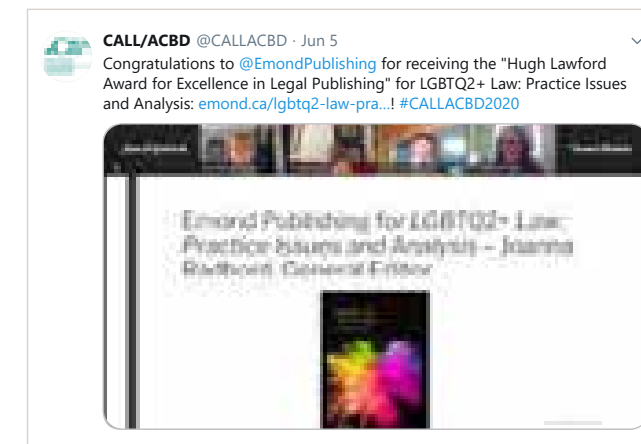 CALL/ACBD @CALLACBD · Jun 5
Congratulations to @EmondPublishing for receiving the "Hugh Lawford
Award for Excellence in Legal Publishing" for LGBTQ2+ Law: Practice Issues
and Analysis: emond.ca/lgbtq2-law-pra...! #CALLACBD2020
Emond Publishing for LGBTQ2+ Law:
Practice Issues and Analysis – Joanna
Radbord, General Editor